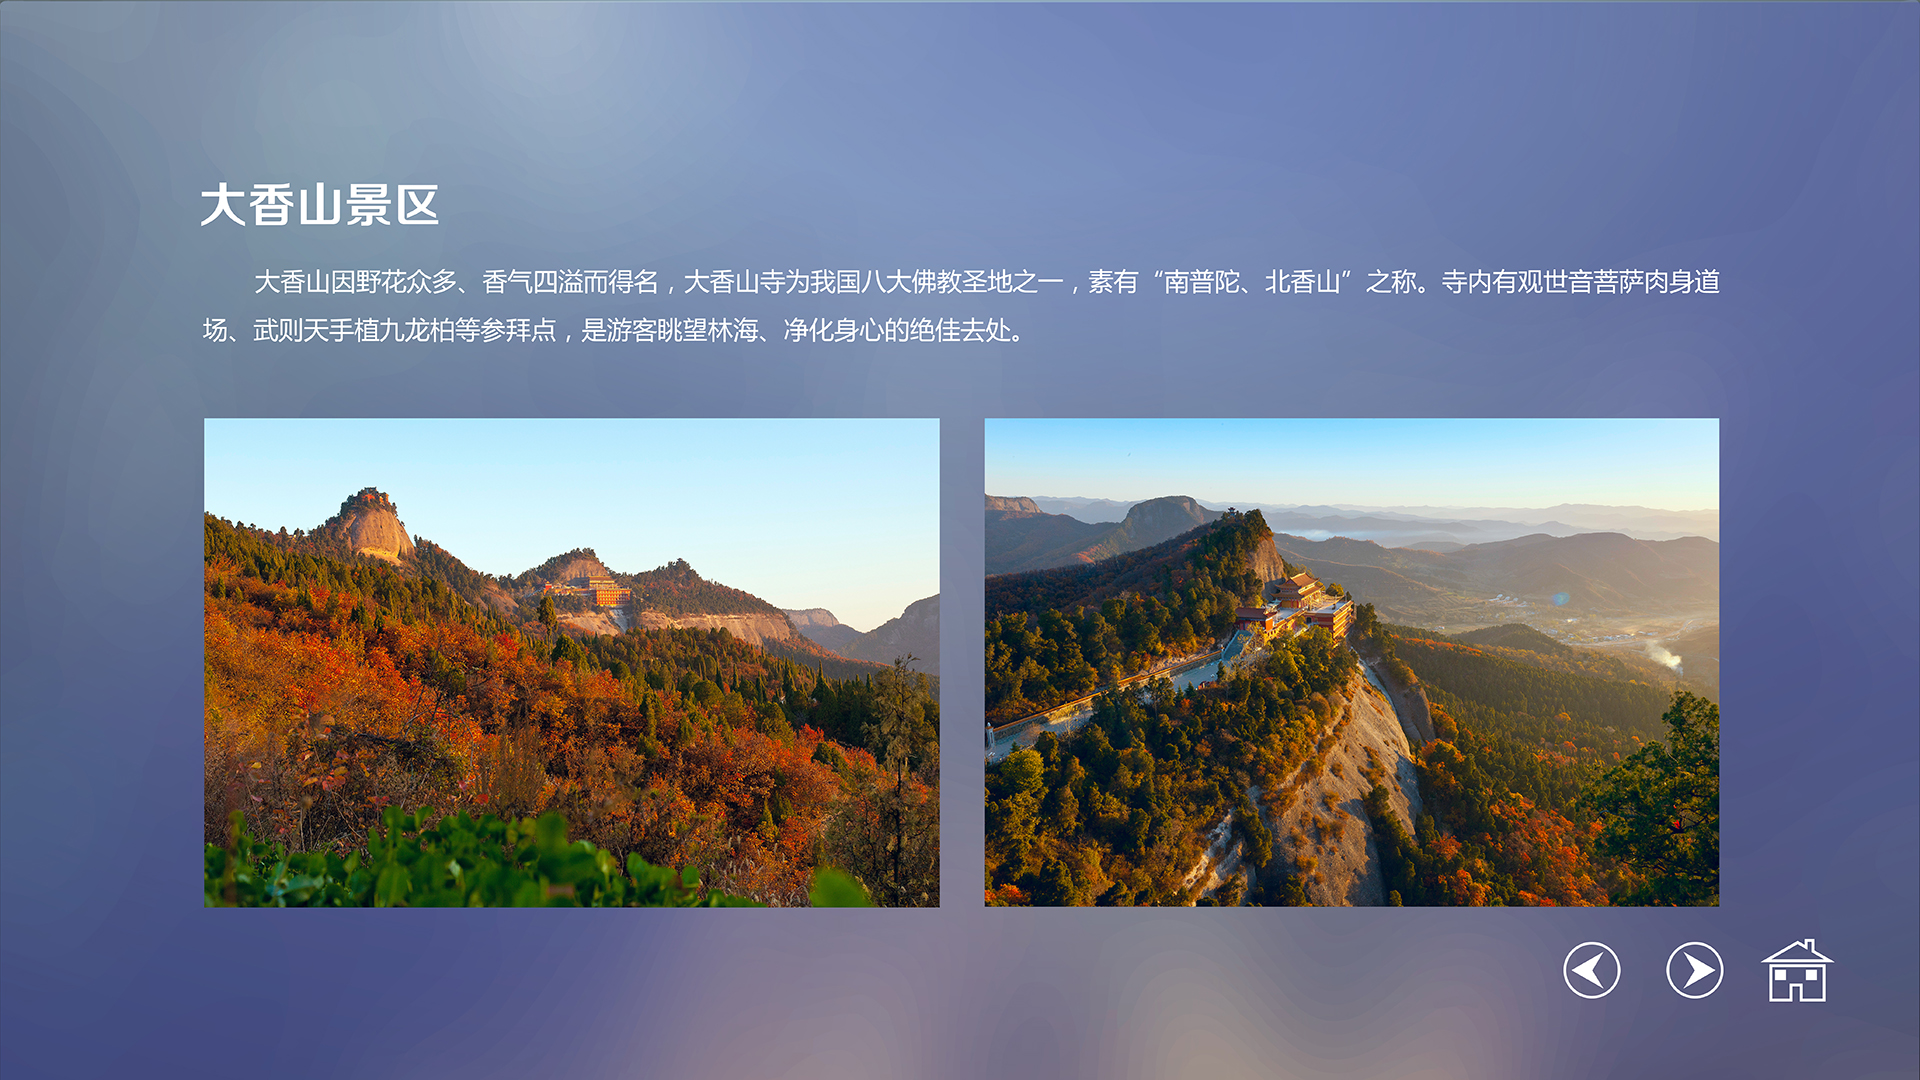 大香山景区
大香山因野花众多、香气四溢而得名，大香山寺为我国八大佛教圣地之一，素有“南普陀、北香山”之称。寺内有观世音菩萨肉身道
场、武则天手植九龙柏等参拜点，是游客眺望林海、净化身心的绝佳去处。